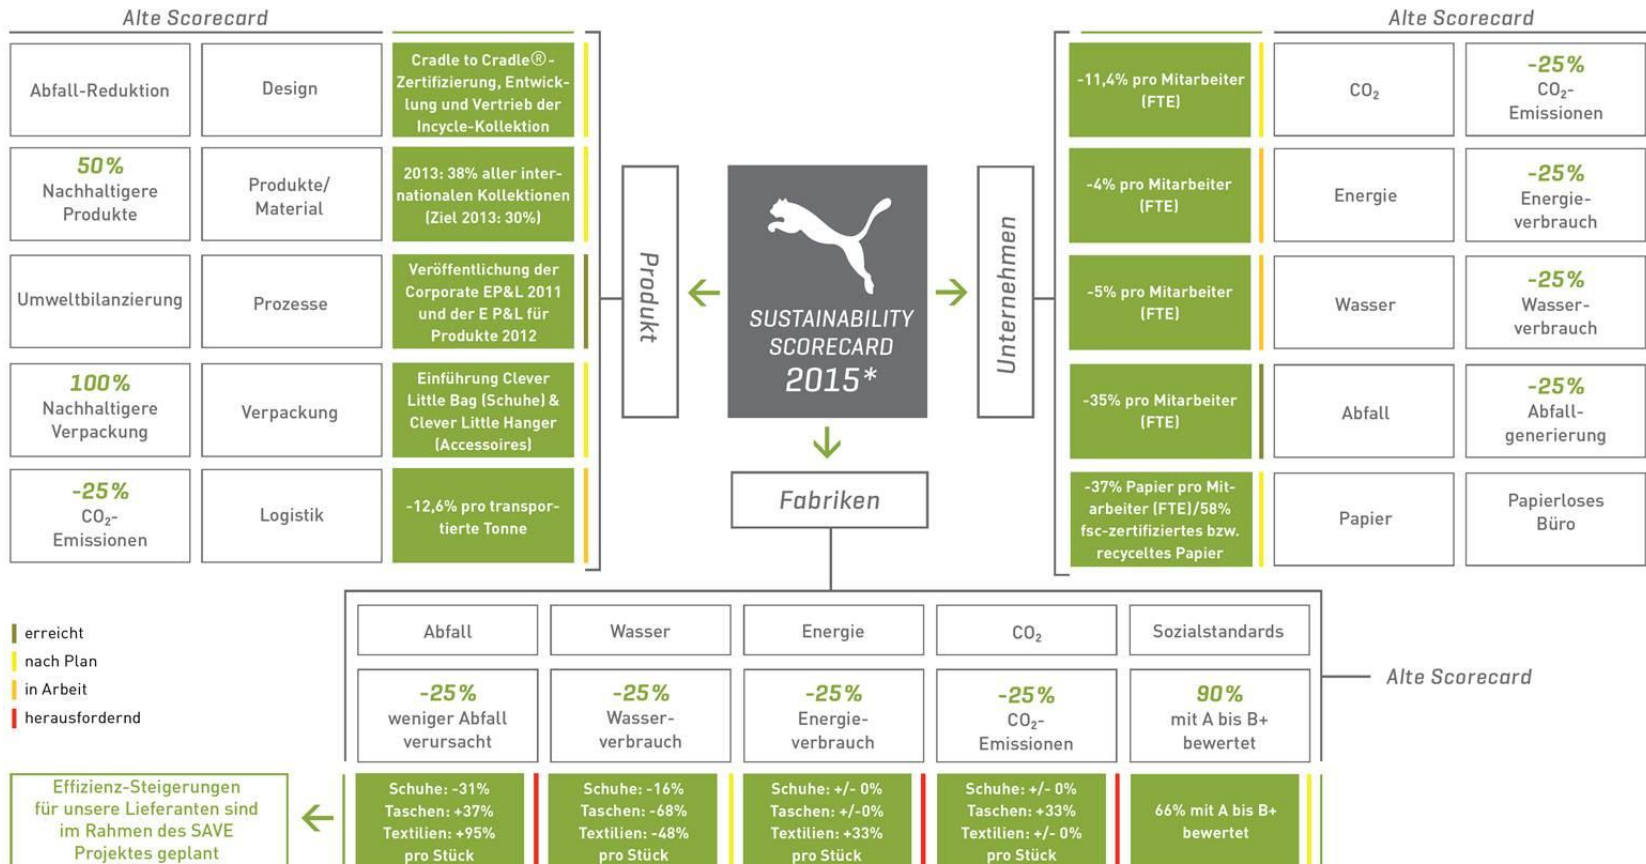 Alte Scorecard
Abfall-Reduktion
Design
Cradle to Cradle®-
Zertifizierung, Entwick-
lung und Vertrieb der
Incycle-Kollektion
50%
Nachhaltigere
Produkte
Produkte/
Material
2013: 38% aller inter-
nationalen Kollektionen
(Ziel 2013: 30%)
Umweltbilanzierung
Prozesse
Veröffentlichung der
Corporate EP&L 2011
und der E P&L für
Produkte 2012
100%
Nachhaltigere
Verpackung
Verpackung
Einführung Clever
Little Bag (Schuhe) &
Clever Little Hanger
(Accessoires)
-25%
CO₂-
Emissionen
Logistik
-12,6% pro transpor-
tierte Tonne
Produkt
SUSTAINABILITY
SCORECARD
2015*
Unternehmen
Fabriken
Alte Scorecard
-11,4% pro Mitarbeiter
(FTE)
CO₂
-25%
CO₂-
Emissionen
-4% pro Mitarbeiter
(FTE)
Energie
-25%
Energie-
verbrauch
-5% pro Mitarbeiter
(FTE)
Wasser
-25%
Wasser-
verbrauch
-35% pro Mitarbeiter
(FTE)
Abfall
-25%
Abfall-
generierung
-37% Papier pro Mit-
arbeiter (FTE)/58%
fsc-zertifiziertes bzw.
recyceltes Papier
Papier
Papierloses
Büro
erreicht
nach Plan
in Arbeit
herausfordernd
Abfall
Wasser
Energie
CO₂
Sozialstandards
-25%
weniger Abfall
verursacht
-25%
Wasser-
verbrauch
-25%
Energie-
verbrauch
-25%
CO₂-
Emissionen
90%
mit A bis B+
bewertet
Alte Scorecard
Effizienz-Steigerungen
für unsere Lieferanten sind
im Rahmen des SAVE
Projektes geplant
Schuhe: -31%
Taschen: +37%
Textilien: +95%
pro Stück
Schuhe: -16%
Taschen: -68%
Textilien: -48%
pro Stück
Schuhe: +/- 0%
Taschen: +/-0%
Textilien: +33%
pro Stück
Schuhe: +/- 0%
Taschen: +33%
Textilien: +/- 0%
pro Stück
66% mit A bis B+
bewertet